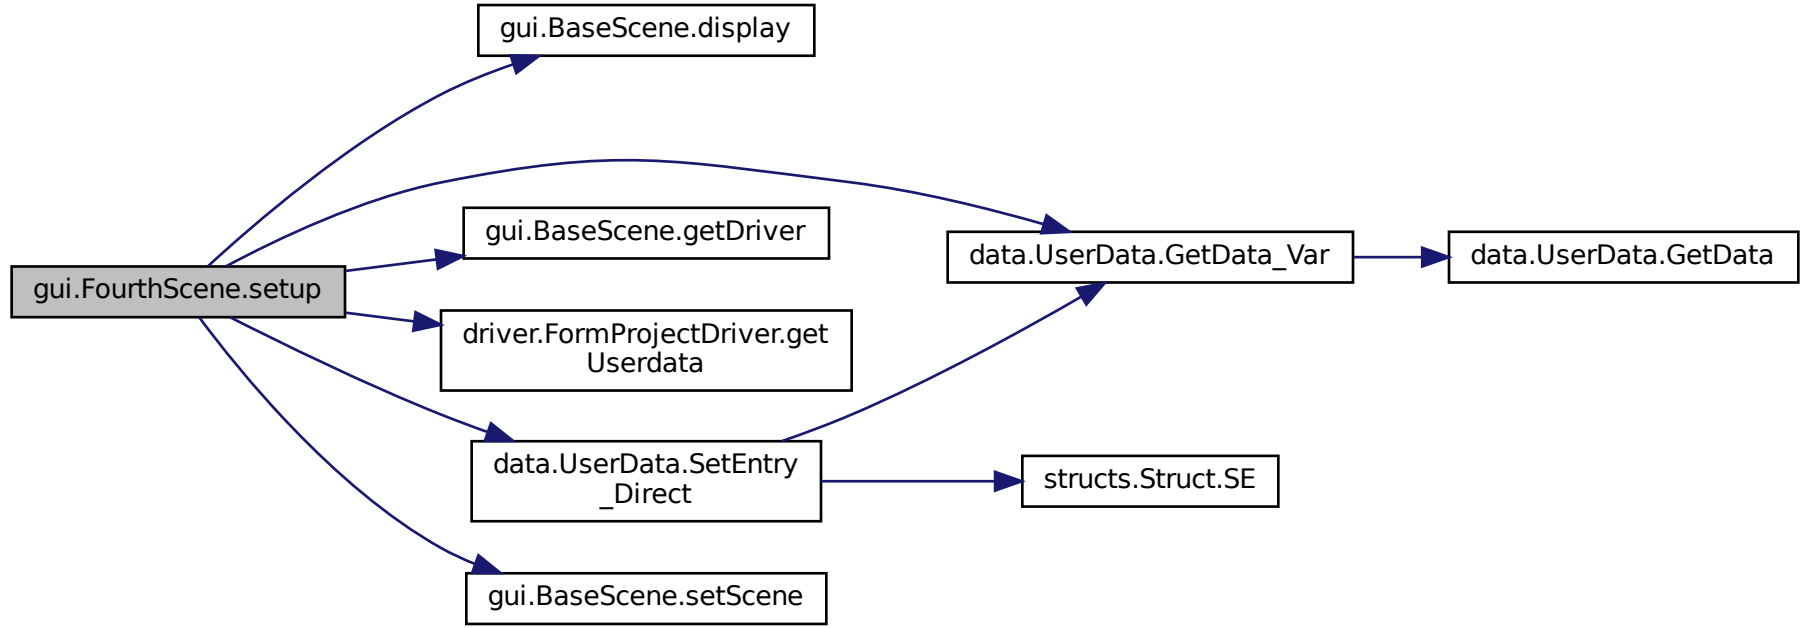 gui.BaseScene.display
gui.BaseScene.getDriver
data.UserData.GetData_Var
data.UserData.GetData
gui.FourthScene.setup
driver.FormProjectDriver.get
Userdata
data.UserData.SetEntry
_Direct
structs.Struct.SE
gui.BaseScene.setScene